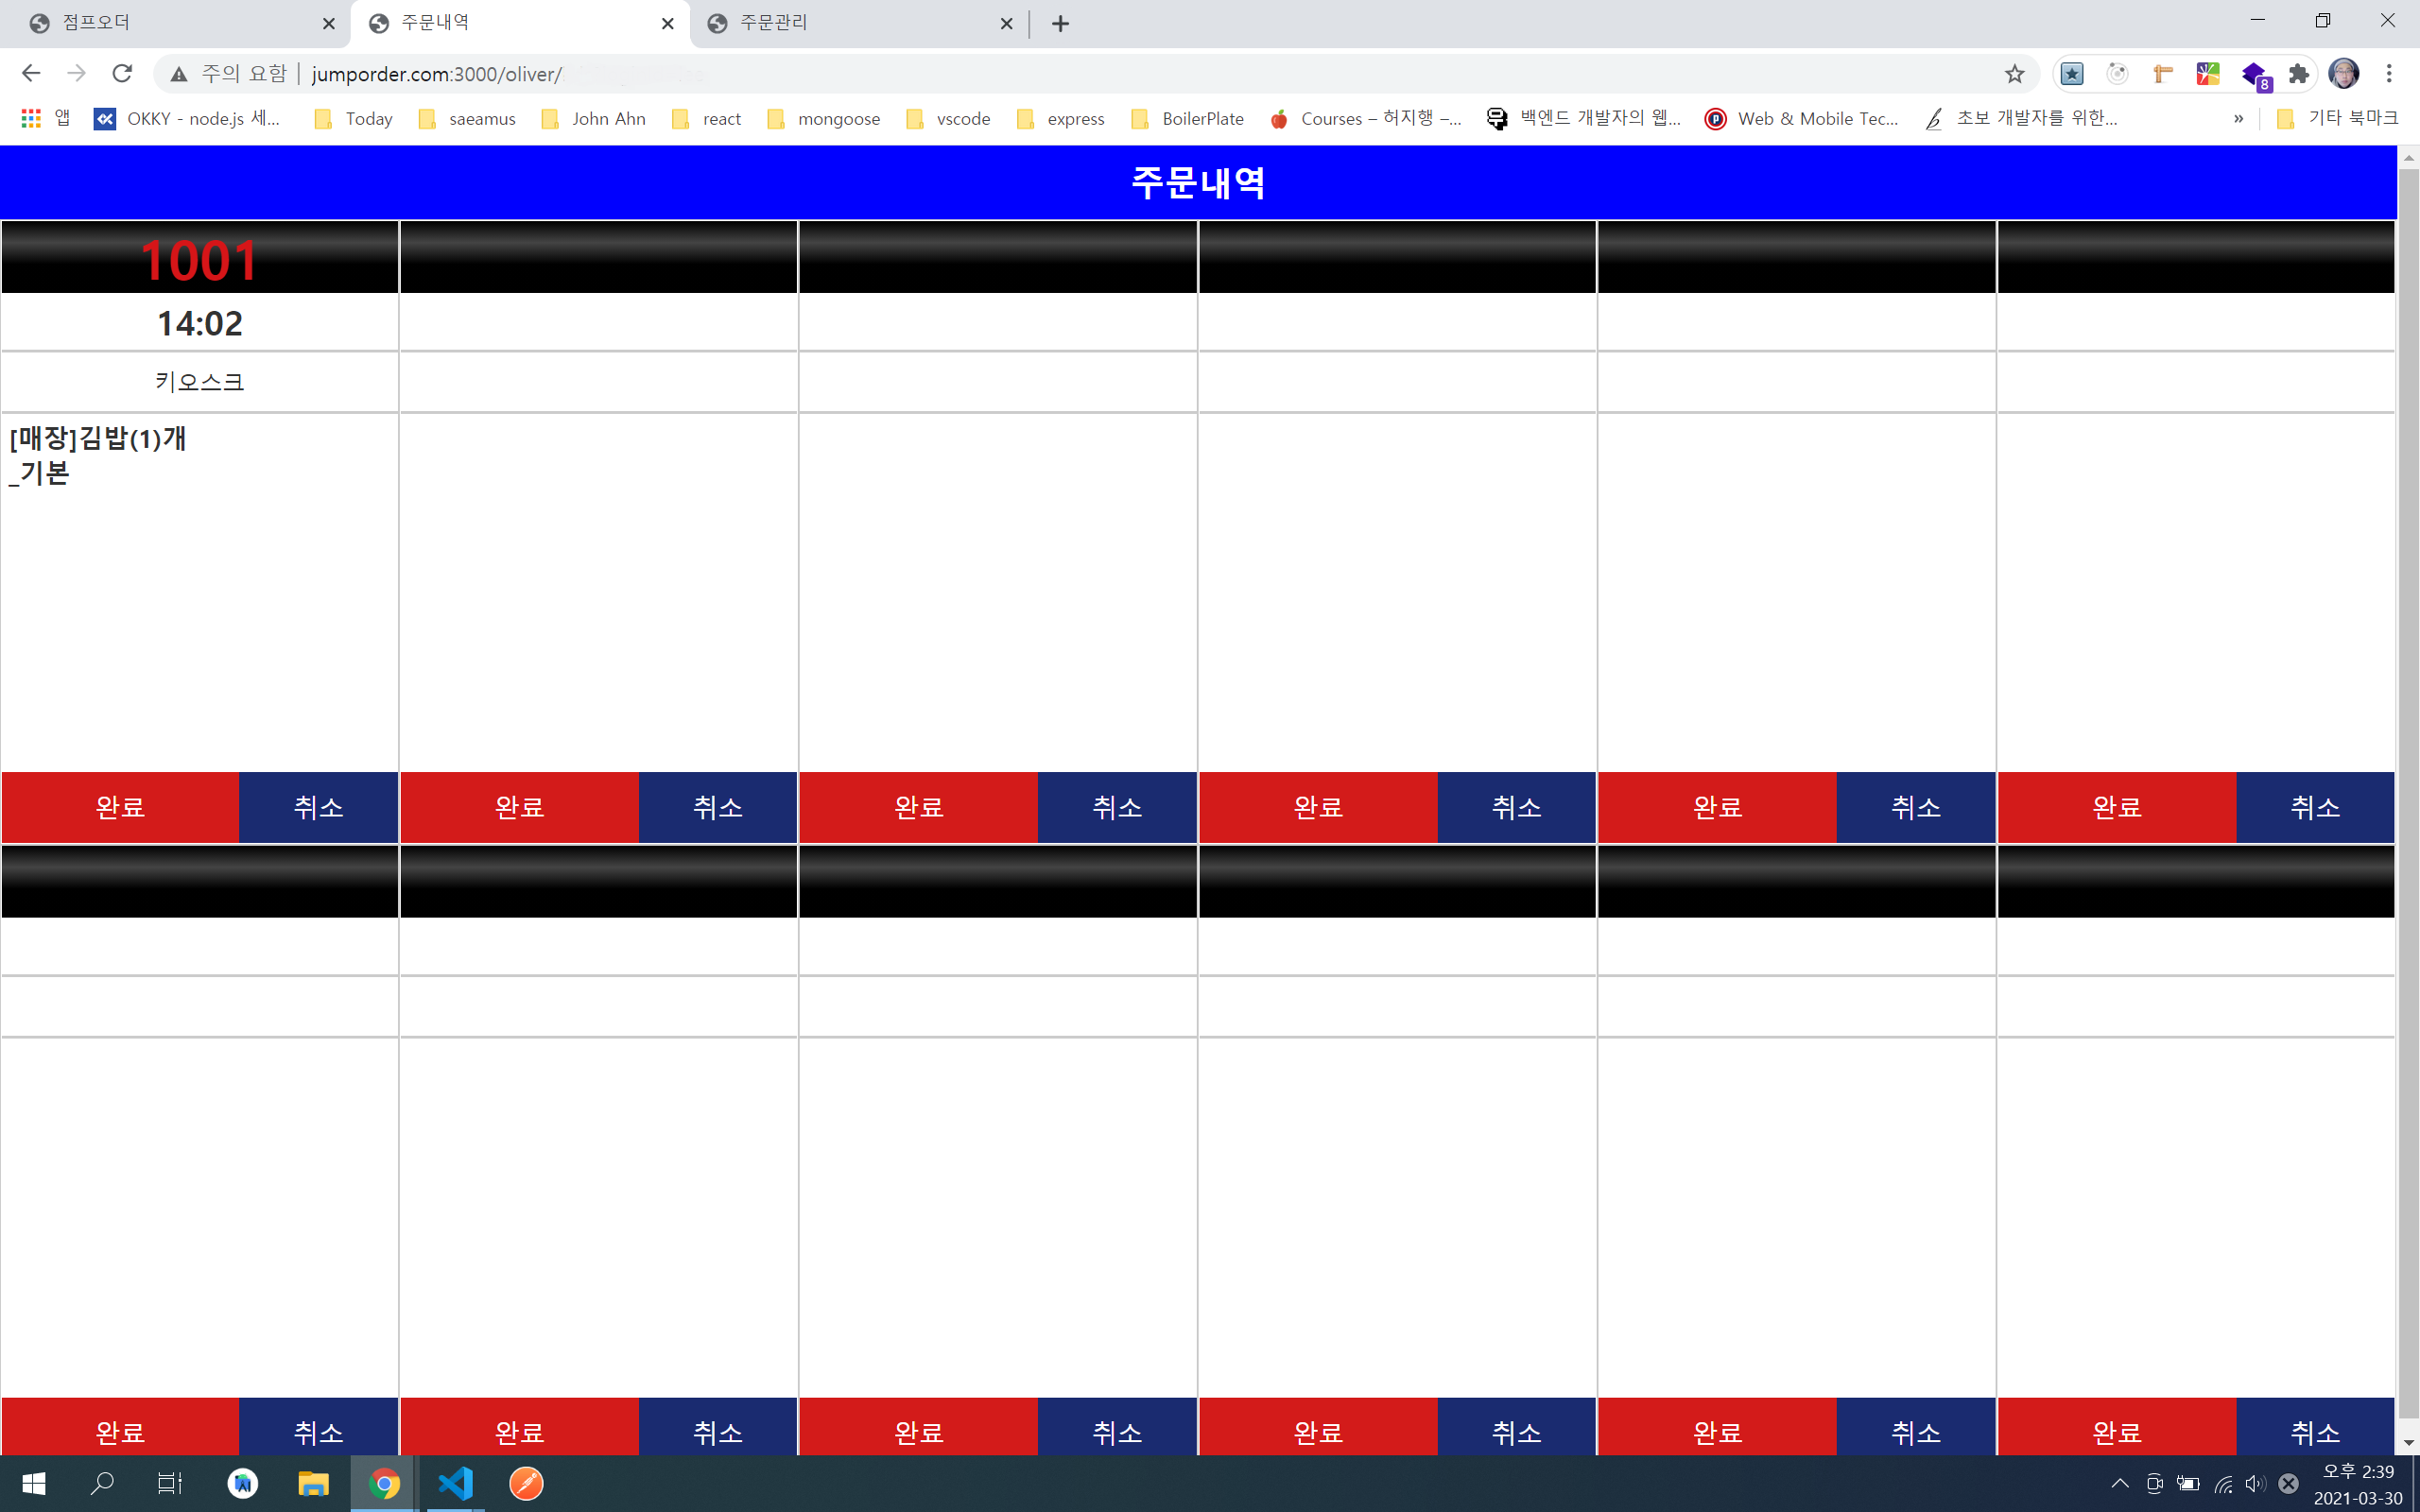 점프오더
주문내역
주문관리
주의 요함 jumporder.com:3000/oliver/
8
앱
OKKY - node.js 세...
Today
saeamus
John Ahn
react
mongoose
vscode
express
BoilerPlate
Courses – 허지행 –...
백엔드 개발자의 웹...
Web & Mobile Tec...
초보 개발자를 위한...
»
기타 북마크
주문내역
1001
14:02
키오스크
[매장]김밥(1)개
_기본
완료 취소 완료 취소 완료 취소 완료 취소 완료 취소 완료 취소
완료 취소 완료 취소 완료 취소 완료 취소 완료 취소 완료 취소
오후 2:39
2021-03-30